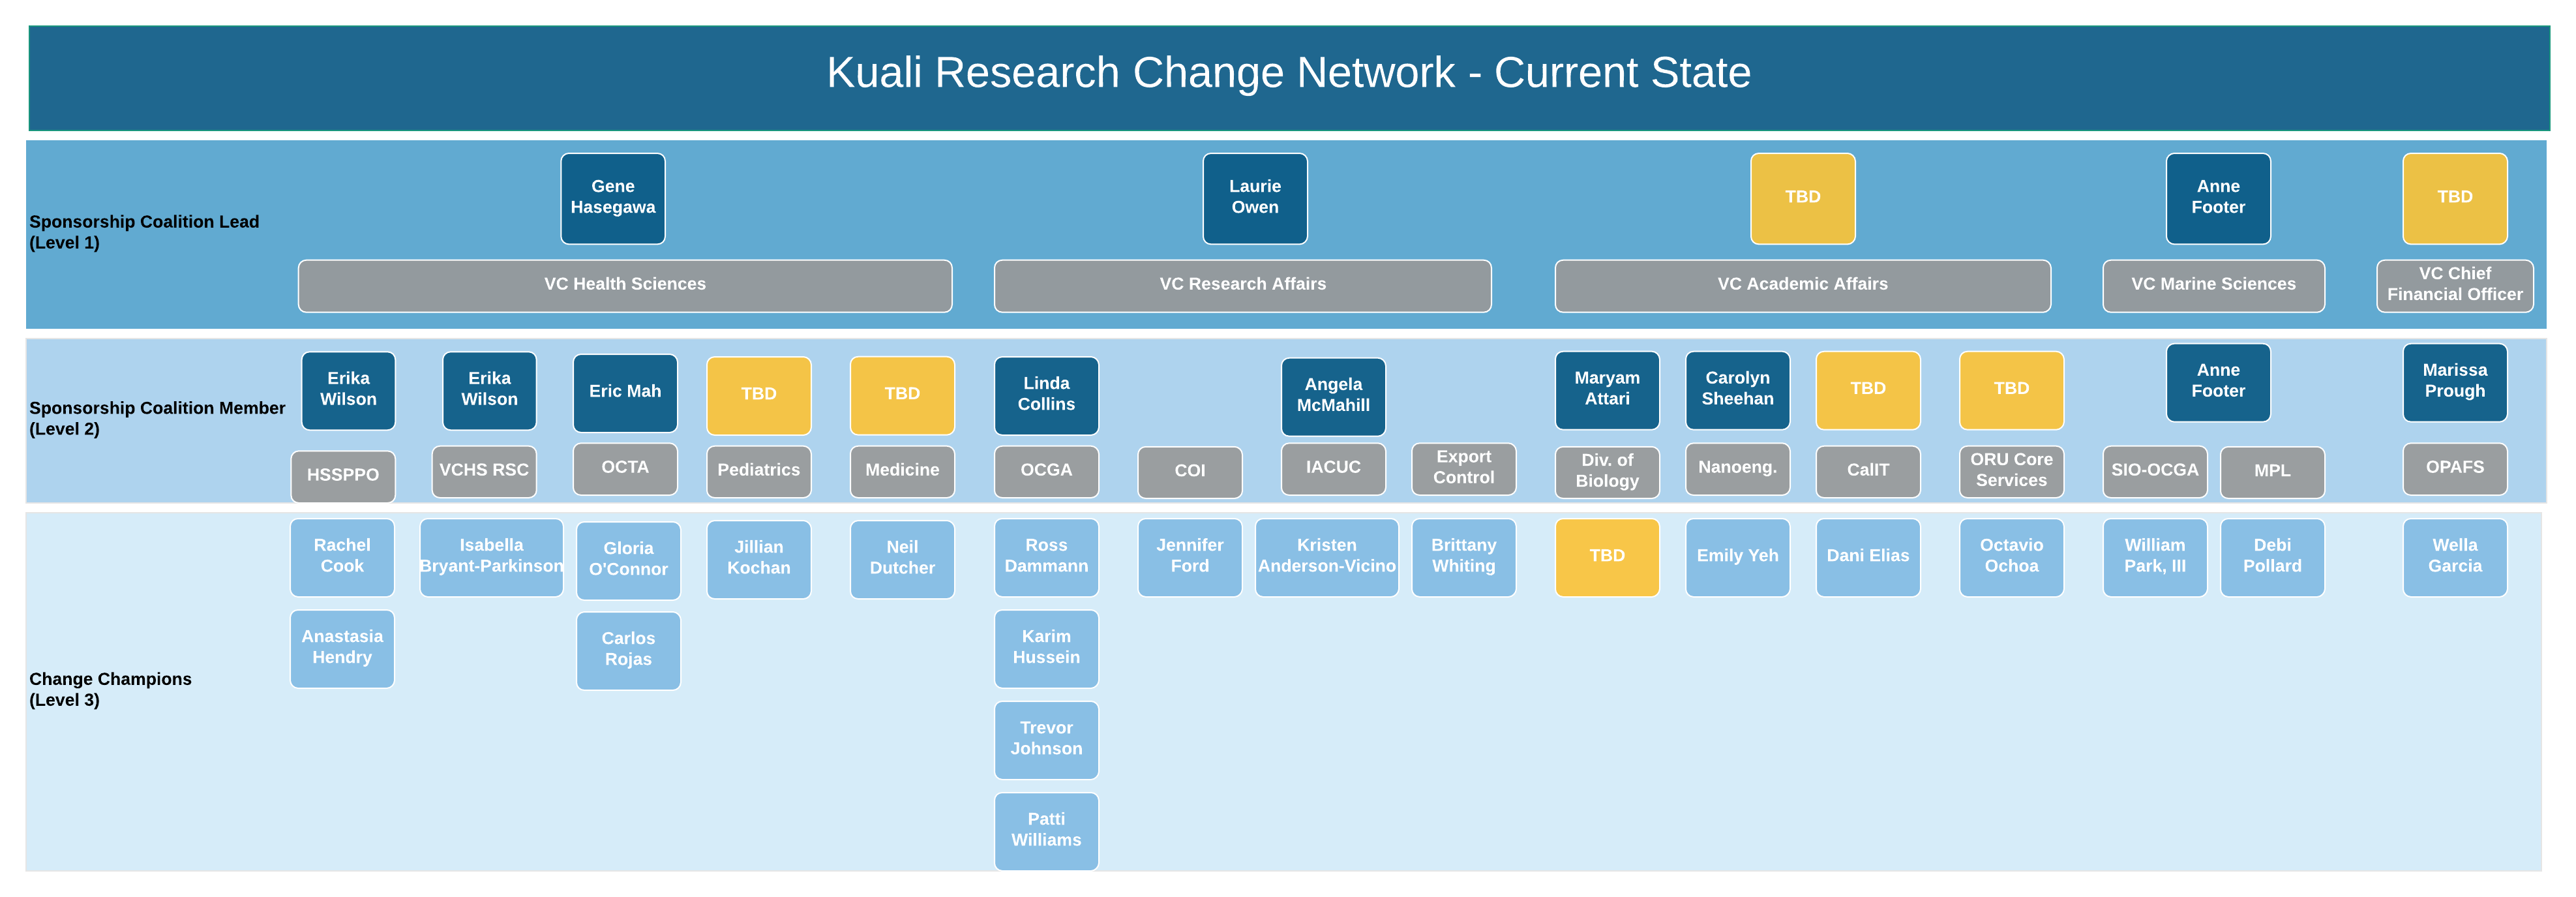 Kuali Research Change Network - Current State
Sponsorship Coalition Lead
(Level 1)
Gene
Hasegawa
Laurie
Owen
TBD
Anne
Footer
TBD
VC Health Sciences
VC Research Affairs
VC Academic Affairs
VC Marine Sciences
VC Chief
Financial Officer
Sponsorship Coalition Member
(Level 2)
Erika
Wilson
Erika
Wilson
Eric Mah
TBD
TBD
Linda
Collins
Angela
McMahill
Maryam
Attari
Carolyn
Sheehan
TBD
TBD
Anne
Footer
Marissa
Prough
HSSPPO
VCHS RSC
OCTA
Pediatrics
Medicine
OCGA
COI
IACUC
Export
Control
Div. of
Biology
Nanoeng.
CalIT
ORU Core
Services
SIO-OCGA
MPL
OPAFS
Change Champions
(Level 3)
Rachel
Cook
Isabella
Bryant-Parkinson
Gloria
O'Connor
Jillian
Kochan
Neil
Dutcher
Ross
Dammann
Jennifer
Ford
Kristen
Anderson-Vicino
Brittany
Whiting
TBD
Emily Yeh
Dani Elias
Octavio
Ochoa
William
Park, III
Debi
Pollard
Wella
Garcia
Anastasia
Hendry
Carlos
Rojas
Karim
Hussein
Trevor
Johnson
Patti
Williams